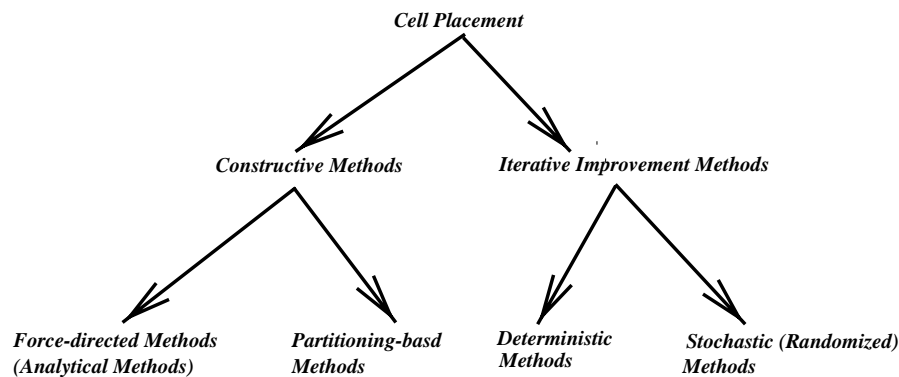 Cell Placement
Constructive Methods
Iterative Improvement Methods
Force-directed Methods
(Analytical Methods)
Partitioning-basd
Methods
Deterministic
Methods
Stochastic (Randomized)
Methods